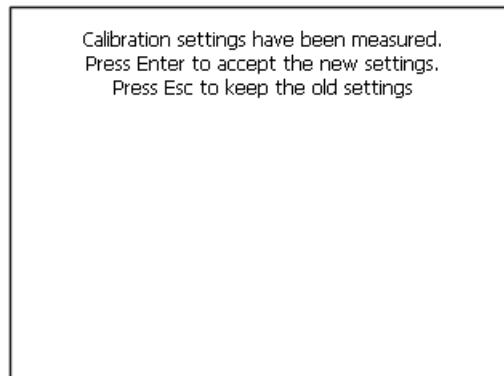 Calibration settings have been measured.
Press Enter to accept the new settings.
Press Esc to keep the old settings